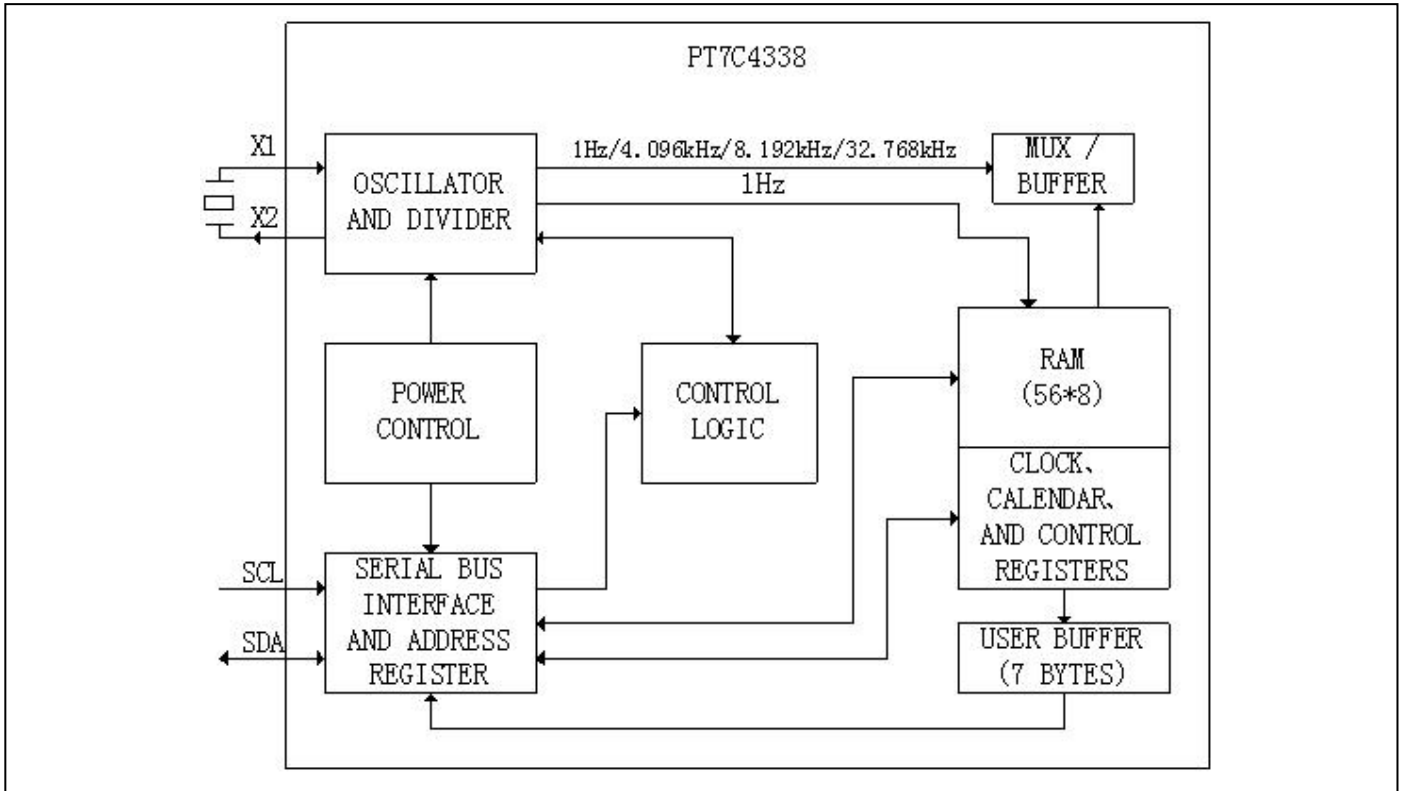 PT7C4338
X1
1Hz/4.096kHz/8.192kHz/32.768kHz
MUX /
BUFFER
OSCILLATOR
AND DIVIDER
1Hz
X2
RAM
(56*8)
POWER
CONTROL
CONTROL
LOGIC
CLOCK、
CALENDAR、
AND CONTROL
REGISTERS
SCL
SERIAL BUS
INTERFACE
AND ADDRESS
REGISTER
SDA
USER BUFFER
(7 BYTES)